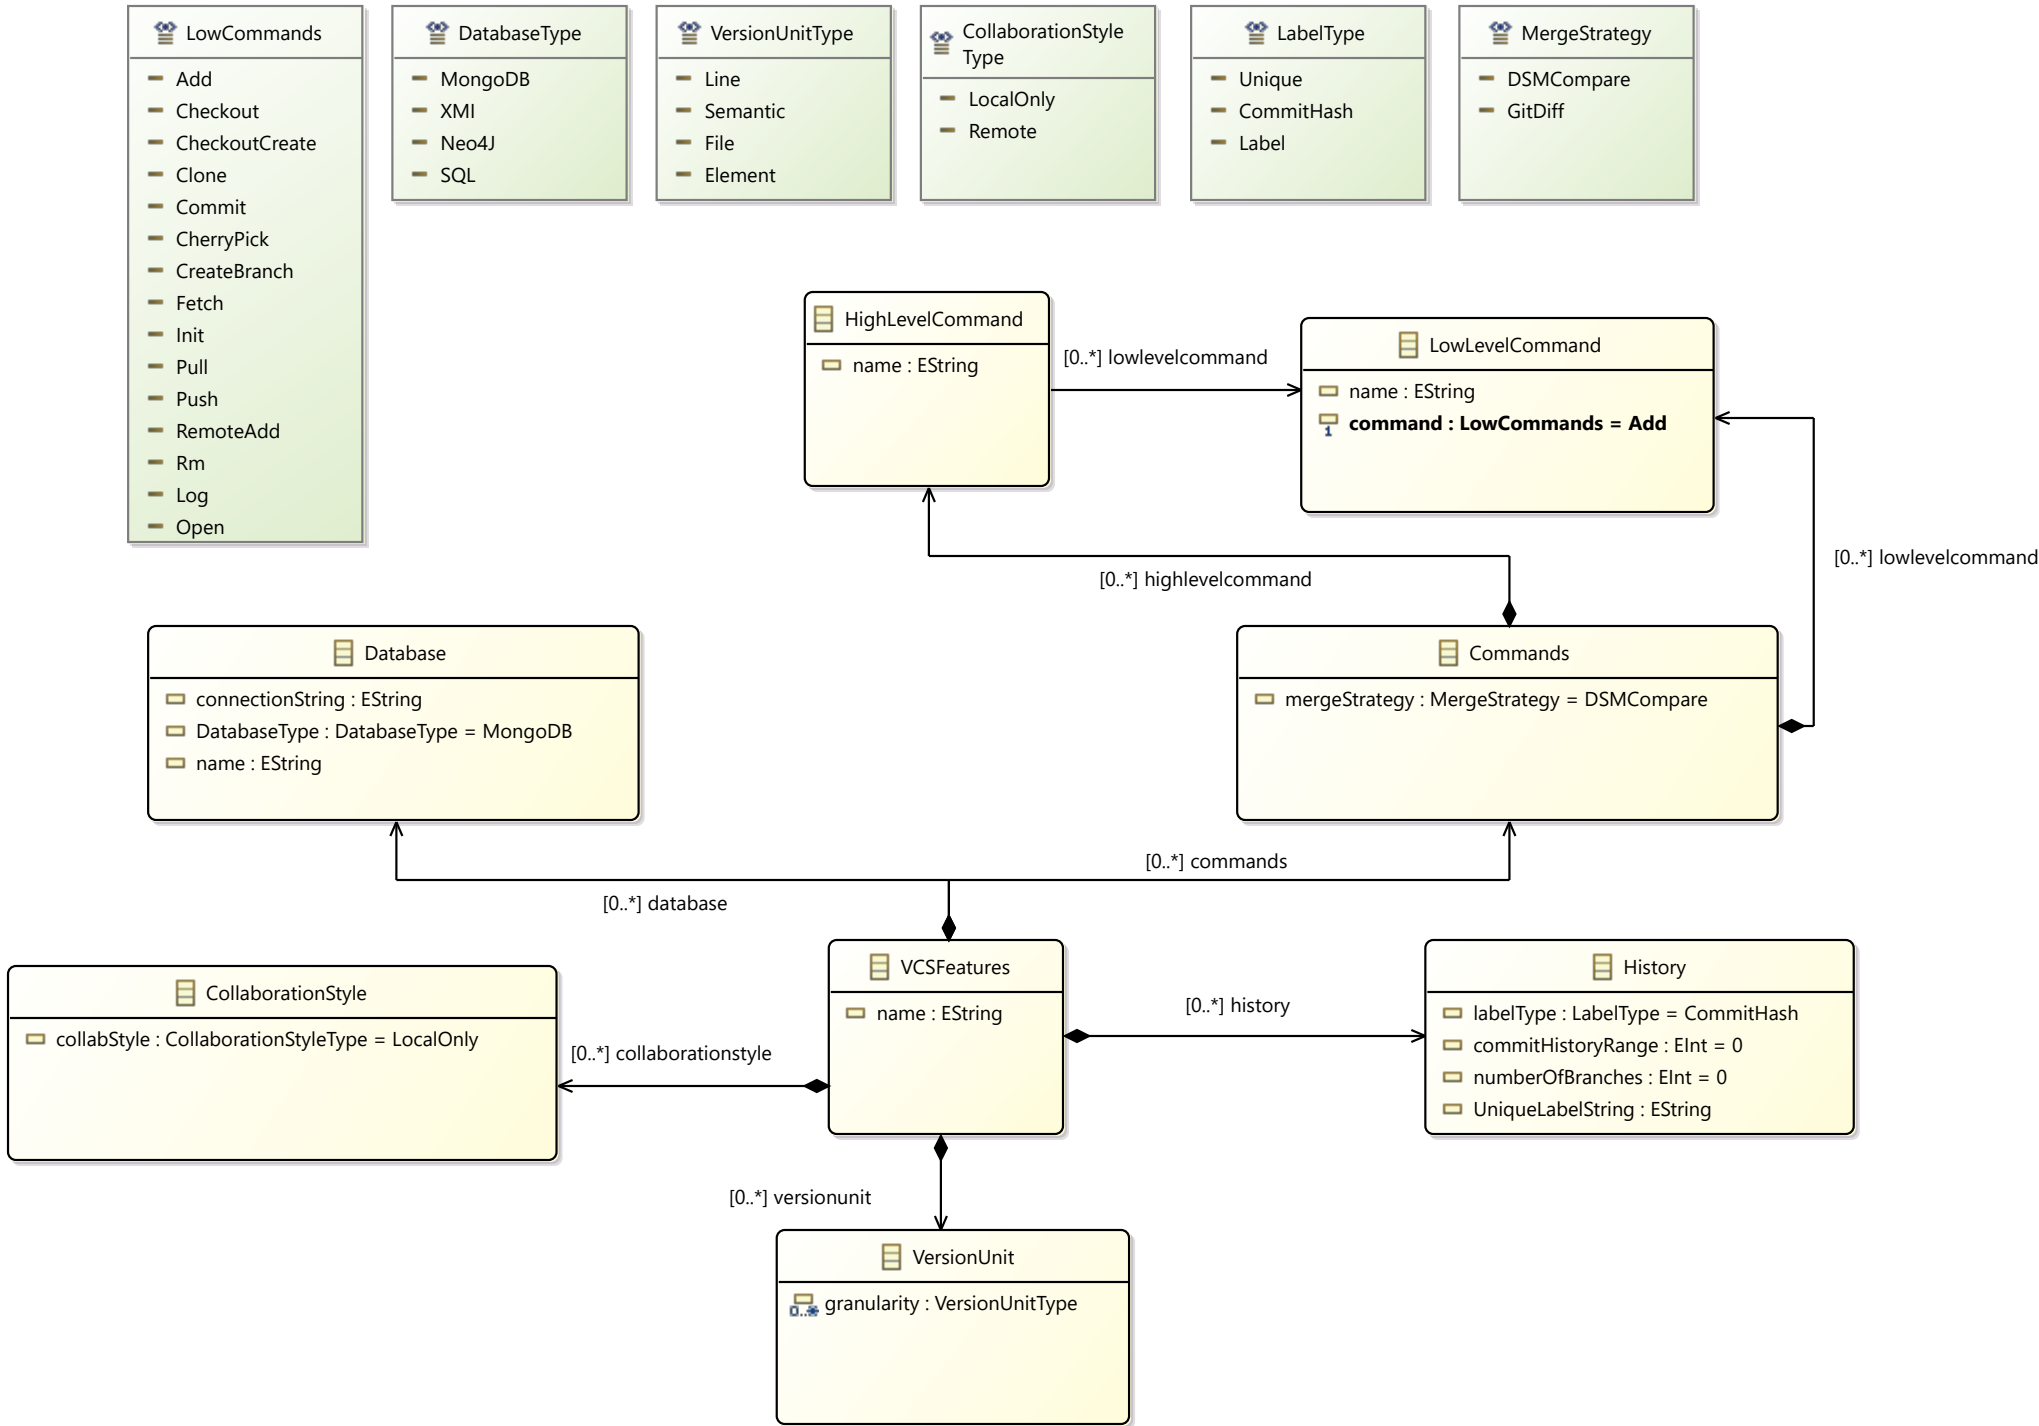 LowCommands
Add
Checkout
CheckoutCreate
Clone
Commit
CherryPick
CreateBranch
Fetch
Init
Pull
Push
RemoteAdd
Rm
Log
Open
DatabaseType
MongoDB
XMI
Neo4J
SQL
VersionUnitType
Line
Semantic
File
Element
CollaborationStyle
Type
LocalOnly
Remote
LabelType
Unique
CommitHash
Label
MergeStrategy
DSMCompare
GitDiff
HighLevelCommand
name : EString
[0..*] lowlevelcommand
LowLevelCommand
name : EString
1
command : LowCommands = Add
[0..*] lowlevelcommand
[0..*] highlevelcommand
Database
connectionString : EString
DatabaseType : DatabaseType = MongoDB
name : EString
Commands
mergeStrategy : MergeStrategy = DSMCompare
[0..*] commands
[0..*] database
CollaborationStyle
collabStyle : CollaborationStyleType = LocalOnly
[0..*] collaborationstyle
VCSFeatures
name : EString
[0..*] history
History
labelType : LabelType = CommitHash
commitHistoryRange : EInt = 0
numberOfBranches : EInt = 0
UniqueLabelString : EString
[0..*] versionunit
VersionUnit
0..*
granularity : VersionUnitType